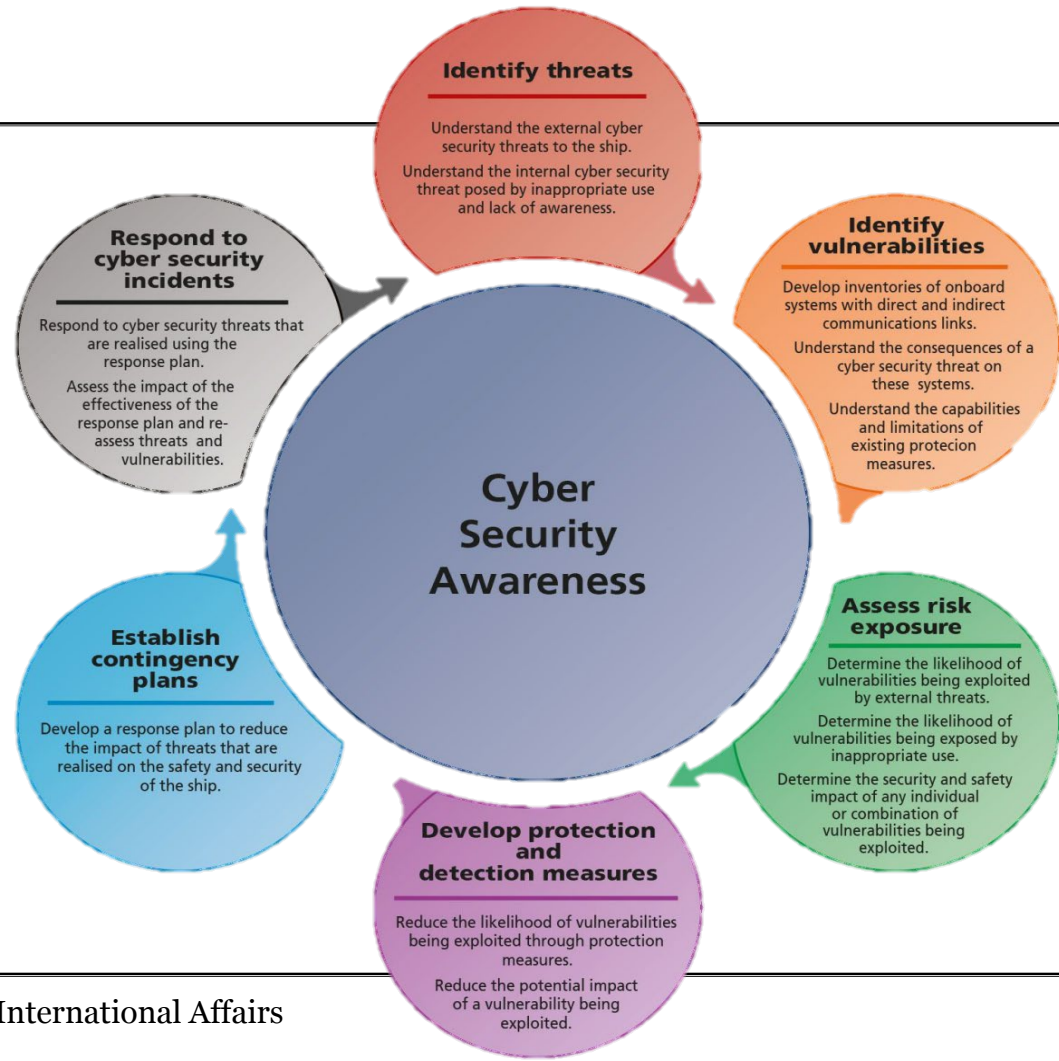 Identify threats
Understand the external cyber
security threats to the ship.
Understand the internal cyber security
threat posed by inappropriate use
and lack of awareness.
Identify
vulnerabilities
Develop inventories of onboard
systems with direct and indirect
communications links.
Understand the consequences of a
cyber security threat on
these systems.
Understand the capabilities
and limitations of
existing protecion
measures.
Assess risk
exposure
Determine the likelihood of
vulnerabilities being exploited
by external threats.
Determine the likelihood of
vulnerabilities being exposed by
inappropriate use.
Determine the security and safety
impact of any individual
or combination of
vulnerabilities being
exploited.
Develop protection
and
detection measures
Reduce the likelihood of vulnerabilities
being exploited through protection
measures.
Reduce the potential impact
of a vulnerability being
exploited.
Establish
contingency
plans
Develop a response plan to reduce
the impact of threats that are
realised on the safety and security
of the ship.
Respond to
cyber security
incidents
Respond to cyber security threats that
are realised using the
response plan.
Assess the impact of the
effectiveness of the
response plan and re-
assess threats and
vulnerabilities.
Cyber
Security
Awareness
International Affairs